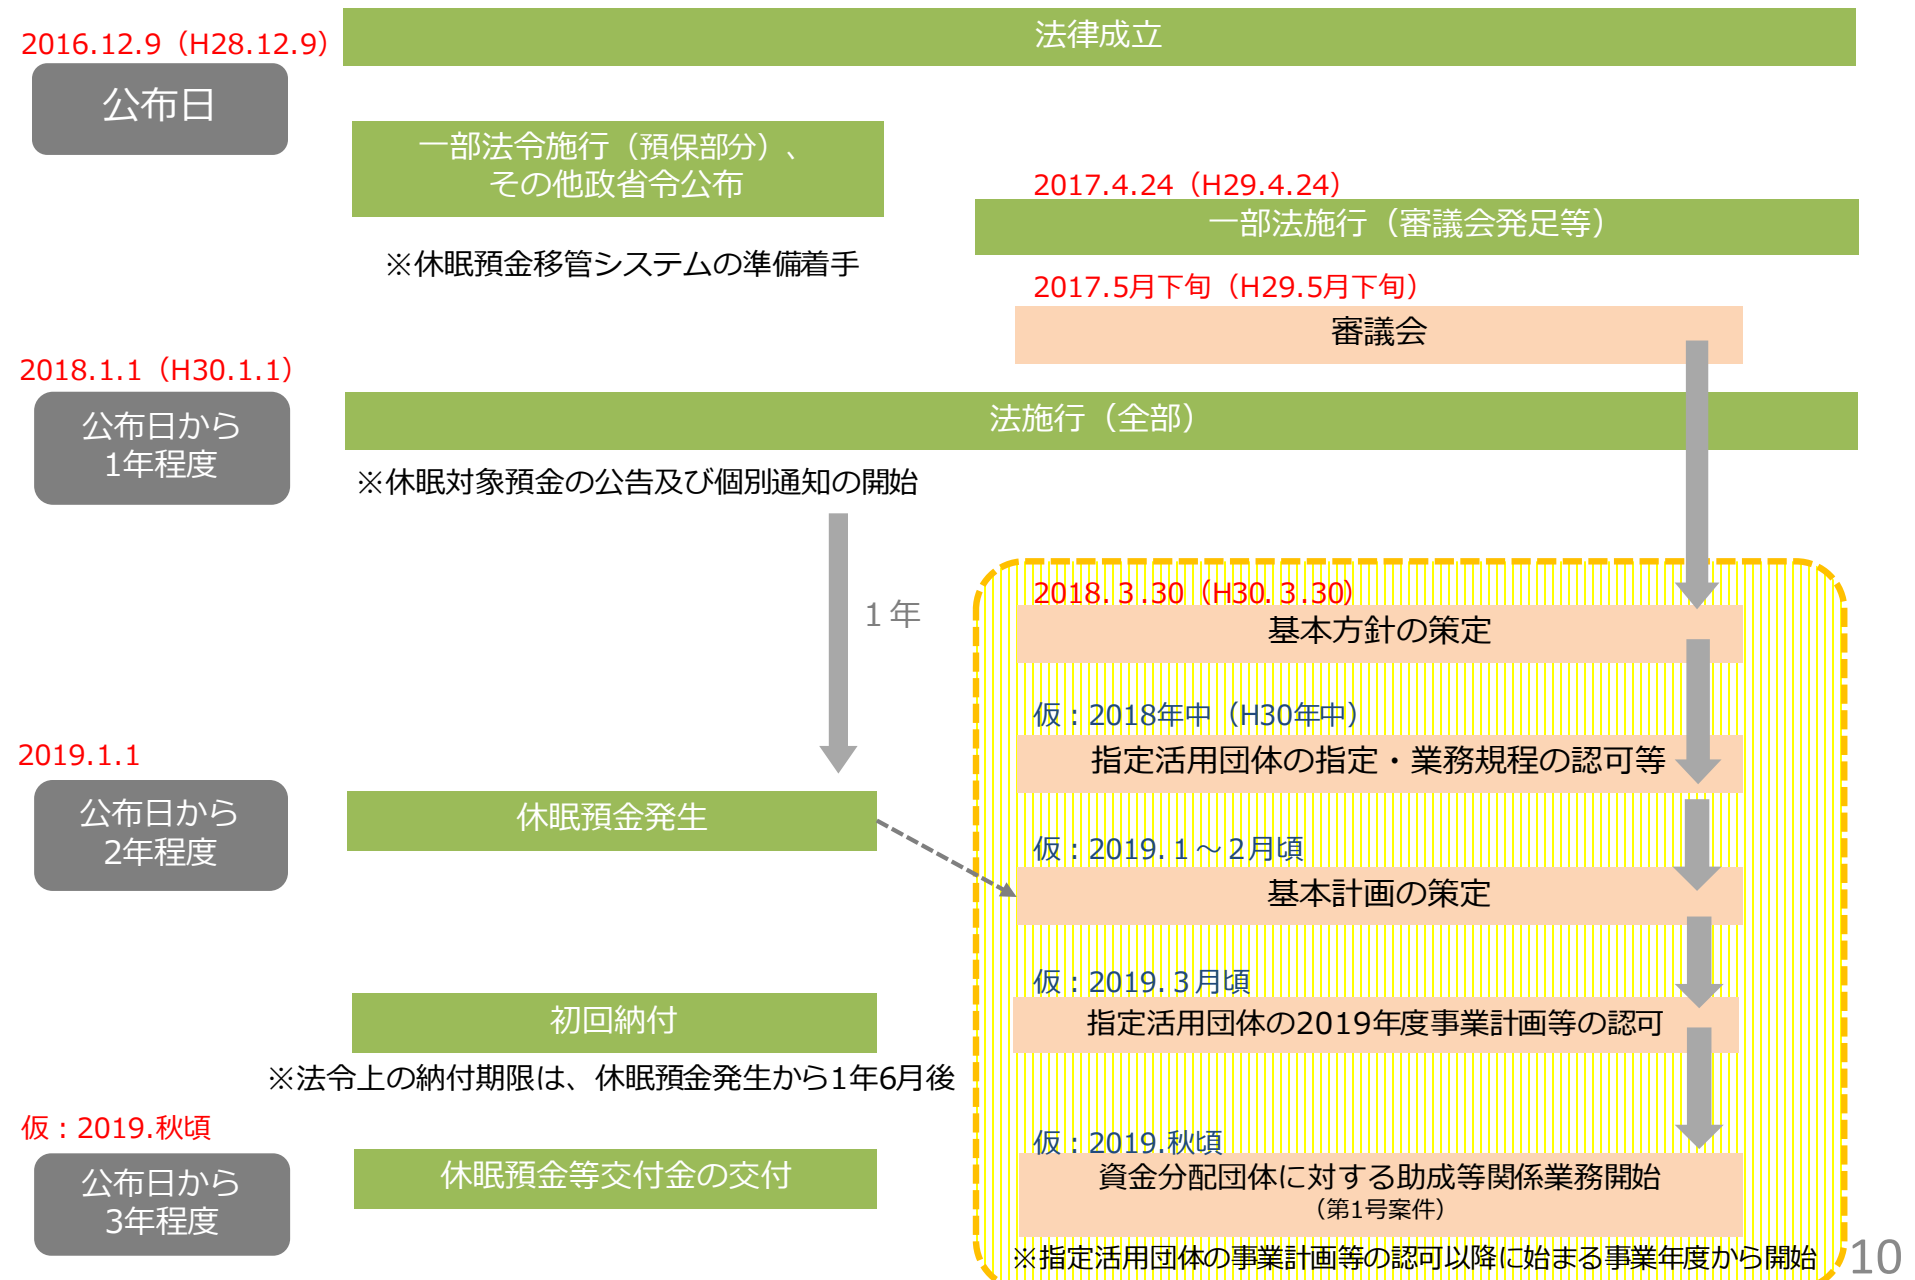 2016.12.9（H28.12.9）
法律成立
公布日
一部法令施行（預保部分）、
その他政省令公布
2017.4.24（H29.4.24）
一部法施行（審議会発足等）
※休眠預金移管システムの準備着手
2017.5月下旬（H29.5月下旬）
審議会
2018.1.1（H30.1.1）
公布日から
1年程度
法施行（全部）
※休眠対象預金の公告及び個別通知の開始
１年
2018.３.30（H30.３.30）
基本方針の策定
仮：2018年中（H30年中）
指定活用団体の指定・業務規程の認可等
2019.1.1
公布日から
2年程度
休眠預金発生
仮：2019.１～２月頃
基本計画の策定
仮：2019.３月頃
初回納付
指定活用団体の2019年度事業計画等の認可
※法令上の納付期限は、休眠預金発生から1年6月後
仮：2019.秋頃
公布日から
3年程度
休眠預金等交付金の交付
仮：2019.秋頃
資金分配団体に対する助成等関係業務開始
（第1号案件）
※指定活用団体の事業計画等の認可以降に始まる事業年度から開始
10